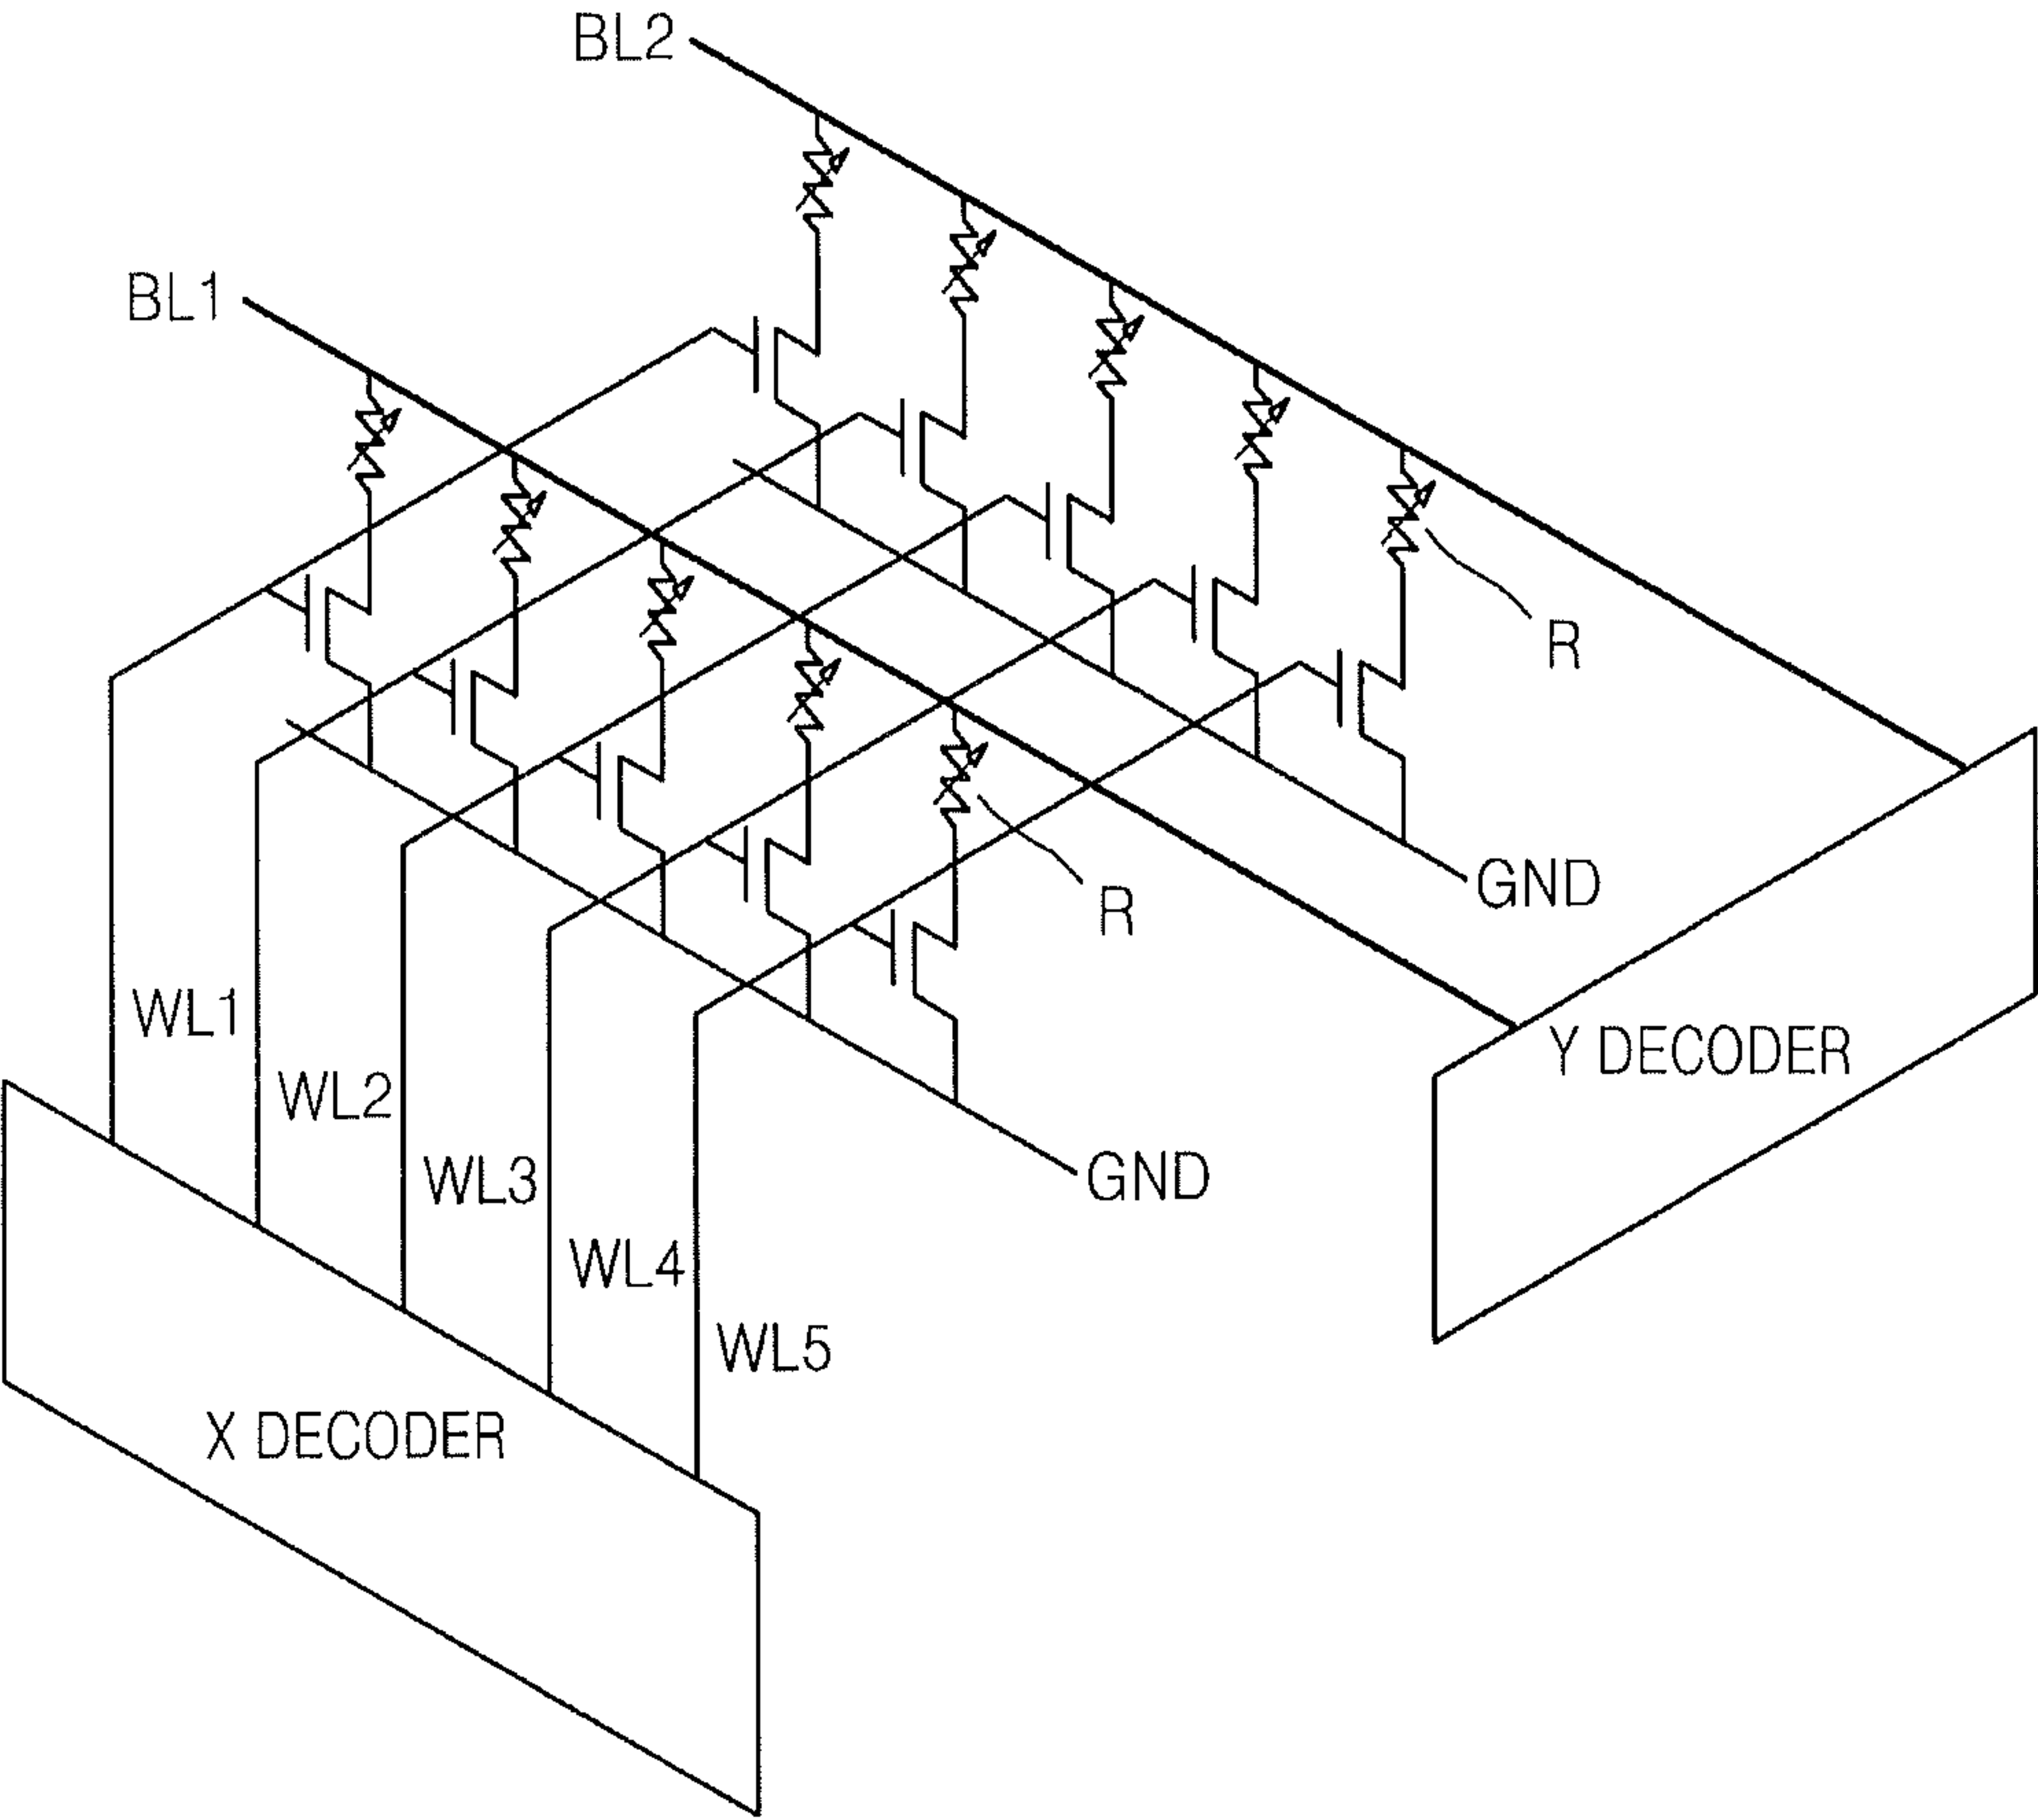 BL2
BL1
R
GND
R
WL1
Y DECODER
WL2
WL3
GND
WL4
WL5
X DECODER